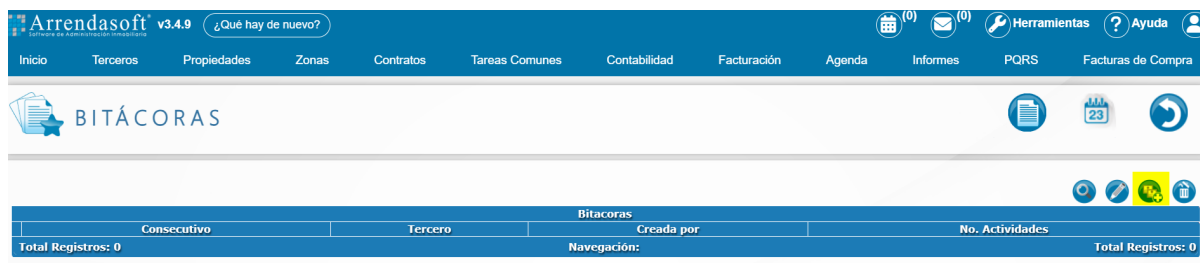 Arrendasoft® v3.4.9 ¿Qué hay de nuevo? (0) (0) Herramientas Ayuda
Software de Administración Inmobiliaria
Inicio Terceros Propiedades Zonas Contratos Tareas Comunes Contabilidad Facturación Agenda Informes PQRS Facturas de Compra
BITÁCORAS 23
Bitacoras
Consecutivo Tercero Creada por No. Actividades
Total Registros: 0 Navegación: Total Registros: 0